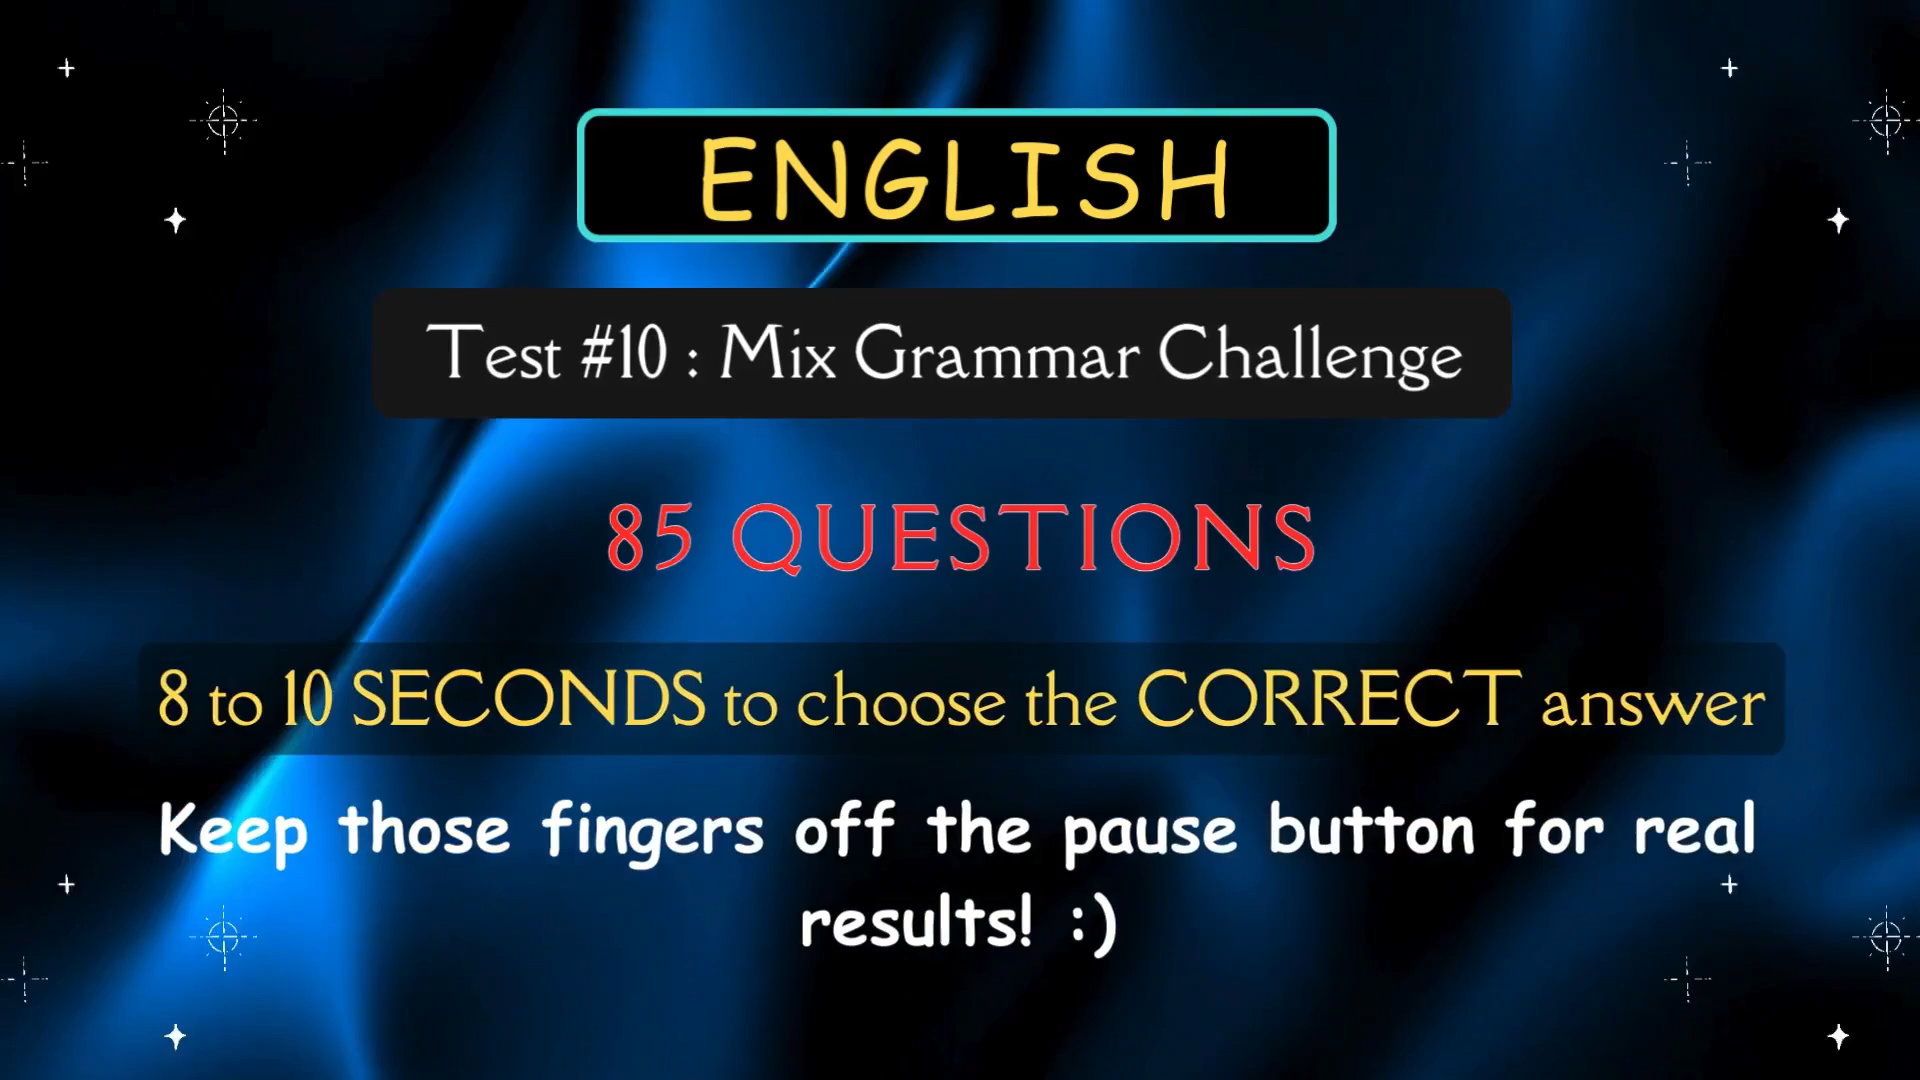 ENGLISH
Test #10 : Mix Grammar Challenge
85 QUESTIONS
8 to 10 SECONDS to choose the CORRECT answer
Keep those fingers off the pause button for real
results! :)